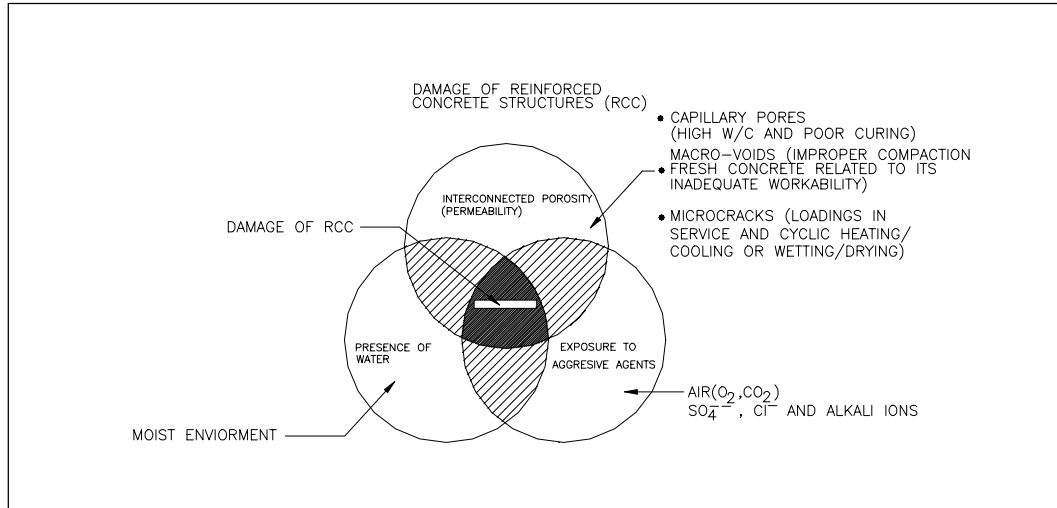 DAMAGE OF REINFORCED
CONCRETE STRUCTURES (RCC)
• CAPILLARY PORES
(HIGH W/C AND POOR CURING)
MACRO-VOIDS (IMPROPER COMPACTION
• FRESH CONCRETE RELATED TO ITS
INADEQUATE WORKABILITY)
• MICROCRACKS (LOADINGS IN
SERVICE AND CYCLIC HEATING/
COOLING OR WETTING/DRYING)
INTERCONNECTED POROSITY
(PERMEABILITY)
DAMAGE OF RCC
PRESENCE OF
WATER
EXPOSURE TO
AGGRESIVE AGENTS
AIR(O₂,CO₂)
SO₄⁻⁻, Cl⁻ AND ALKALI IONS
MOIST ENVIORMENT